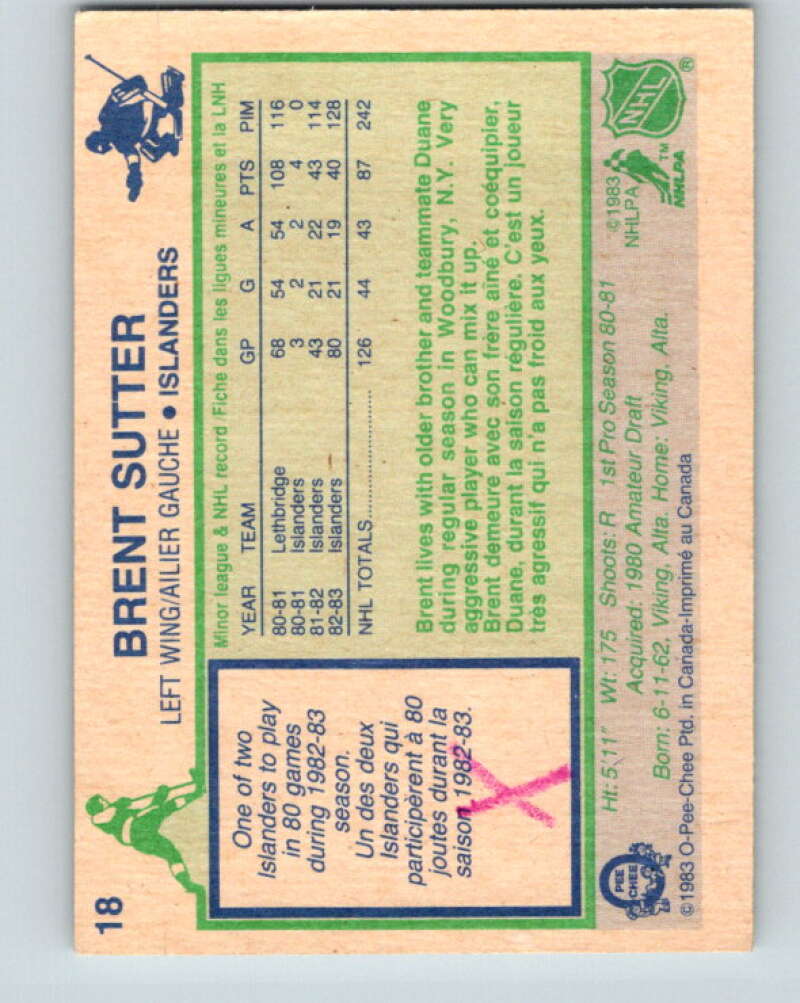 18
BRENT SUTTER
LEFT WING/AILIER GAUCHE • ISLANDERS
One of two
Islanders to play
in 80 games
during 1982-83
season.
Un des deux
Islanders qui
participèrent à 80
joutes durant la
saison 1982-83.
Minor league & NHL record/Fiche dans les ligues mineures et la LNH
YEAR TEAM GP G A PTS PIM
80-81 Lethbridge 68 54 54 108 116
80-81 Islanders 3 2 2 4 0
81-82 Islanders 43 21 22 43 114
82-83 Islanders 80 21 19 40 128
NHL TOTALS.................... 126 44 43 87 242
Brent lives with older brother and teammate Duane
during regular season in Woodbury, N.Y. Very
aggressive player who can mix it up.
Brent demeure avec son frère aîné et coéquipier,
Duane, durant la saison régulière. C'est un joueur
très agressif qui n'a pas froid aux yeux.
Ht: 5'11" Wt: 175 Shoots: R 1st Pro Season 80-81
Acquired: 1980 Amateur Draft
Born: 6-11-62, Viking, Alta. Home: Viking, Alta.
©1983 O-Pee-Chee Ptd. in Canada-Imprimé au Canada
PEE
CHEE
©1983
NHLPA
NHLPA
TM
NHL
®
X